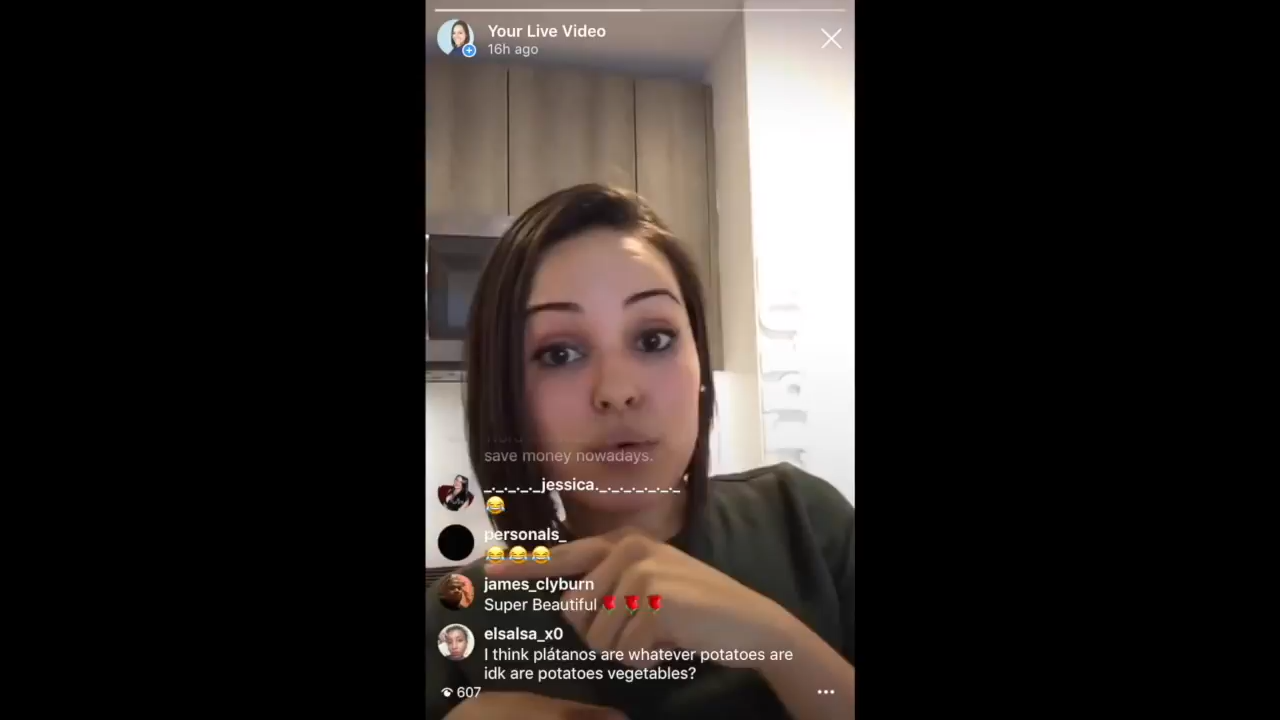 Your Live Video
16h ago
save money nowadays.
_._._._._jessica._._._._._._
😂
personals_
😂😂😂
james_clyburn
Super Beautiful🌹🌹🌹
elsalsa_x0
I think plátanos are whatever potatoes are
idk are potatoes vegetables?
607